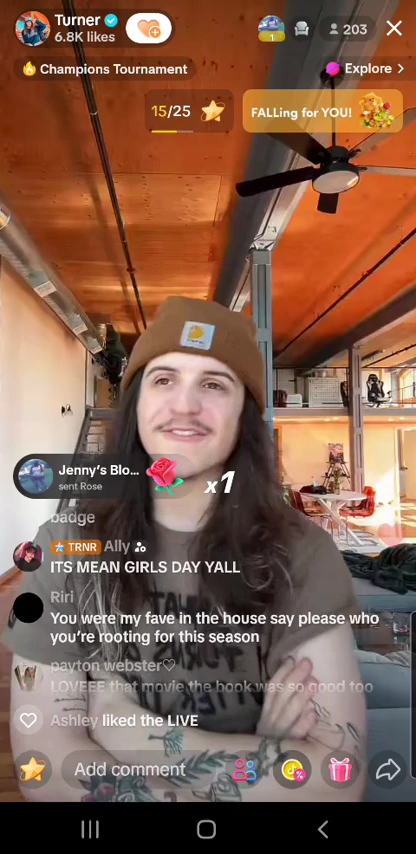 Turner
6.8K likes
1
203
Champions Tournament
Explore >
15/25
FALLing for YOU!
Jenny's Blo...
sent Rose
x1
badge
TRNR Ally
ITS MEAN GIRLS DAY YALL
Riri
You were my fave in the house say please who
you're rooting for this season
payton webster♡
LOVEEE that movie the book was so good too
Ashley liked the LIVE
Add comment